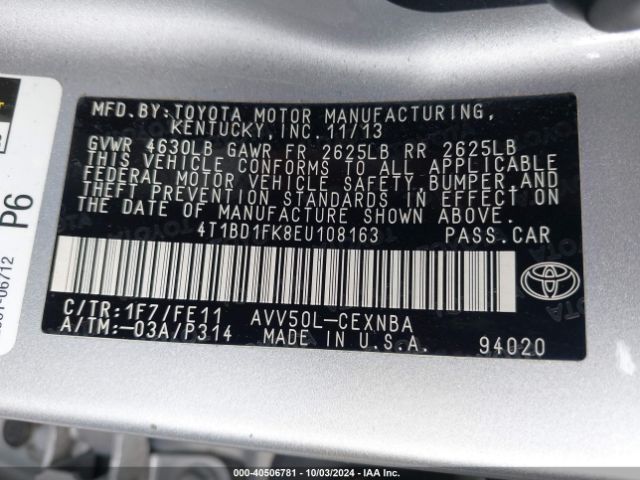 MFD.BY:TOYOTA MOTOR MANUFACTURING,
KENTUCKY,INC.11/13
GVWR 4630LB GAWR FR 2625LB RR 2625LB
THIS VEHICLE CONFORMS TO ALL APPLICABLE
FEDERAL MOTOR VEHICLE SAFETY,BUMPER,AND
THEFT PREVENTION STANDARDS IN EFFECT ON
THE DATE OF MANUFACTURE SHOWN ABOVE.
4T1BD1FK8EU108163 PASS.CAR
C/TR:1F7/FE11 AVV50L-CEXNBA
A/TM:-03A/P314 MADE IN U.S.A. 94020
TOYOTA
P6
06712
000-40506781 - 10/03/2024 - IAA Inc.